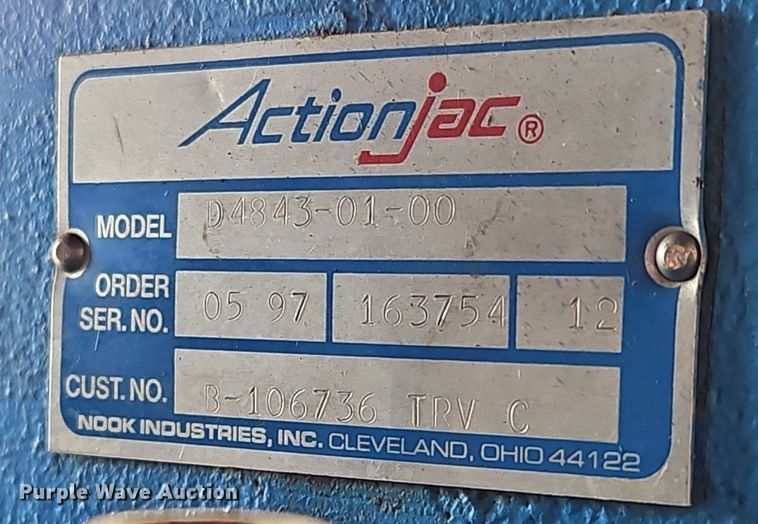 Actionjac®
MODEL D4843-01-00
ORDER SER. NO. 05 97 163754 12
CUST. NO. B-106736 TRV C
NOOK INDUSTRIES, INC. CLEVELAND, OHIO 44122
Purple Wave Auction